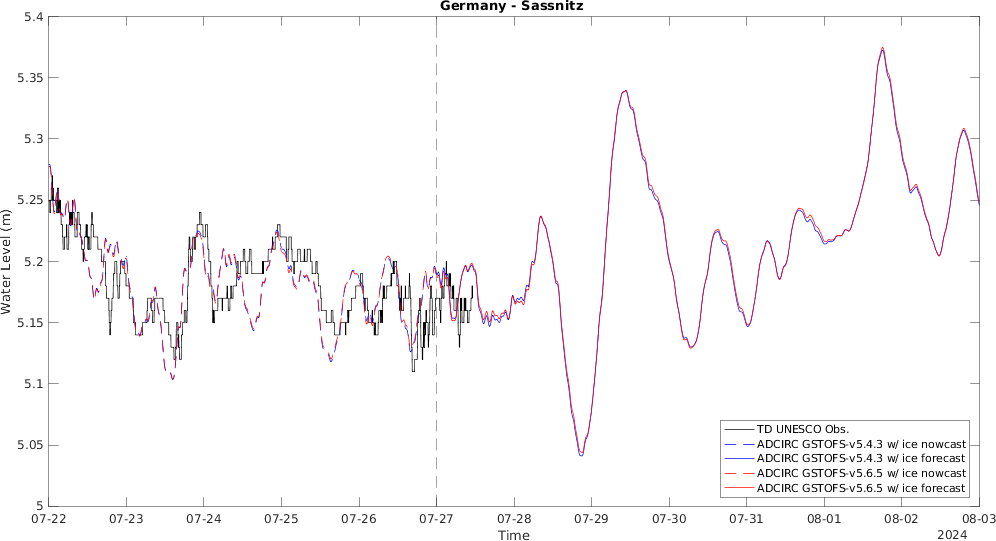 Germany - Sassnitz
5.4
5.35
5.3
5.25
5.2
5.15
5.1
5.05
5
Water Level (m)
TD UNESCO Obs.
ADCIRC GSTOFS-v5.4.3 w/ ice nowcast
ADCIRC GSTOFS-v5.4.3 w/ ice forecast
ADCIRC GSTOFS-v5.6.5 w/ ice nowcast
ADCIRC GSTOFS-v5.6.5 w/ ice forecast
07-22 07-23 07-24 07-25 07-26 07-27 07-28 07-29 07-30 07-31 08-01 08-02 08-03
Time
2024